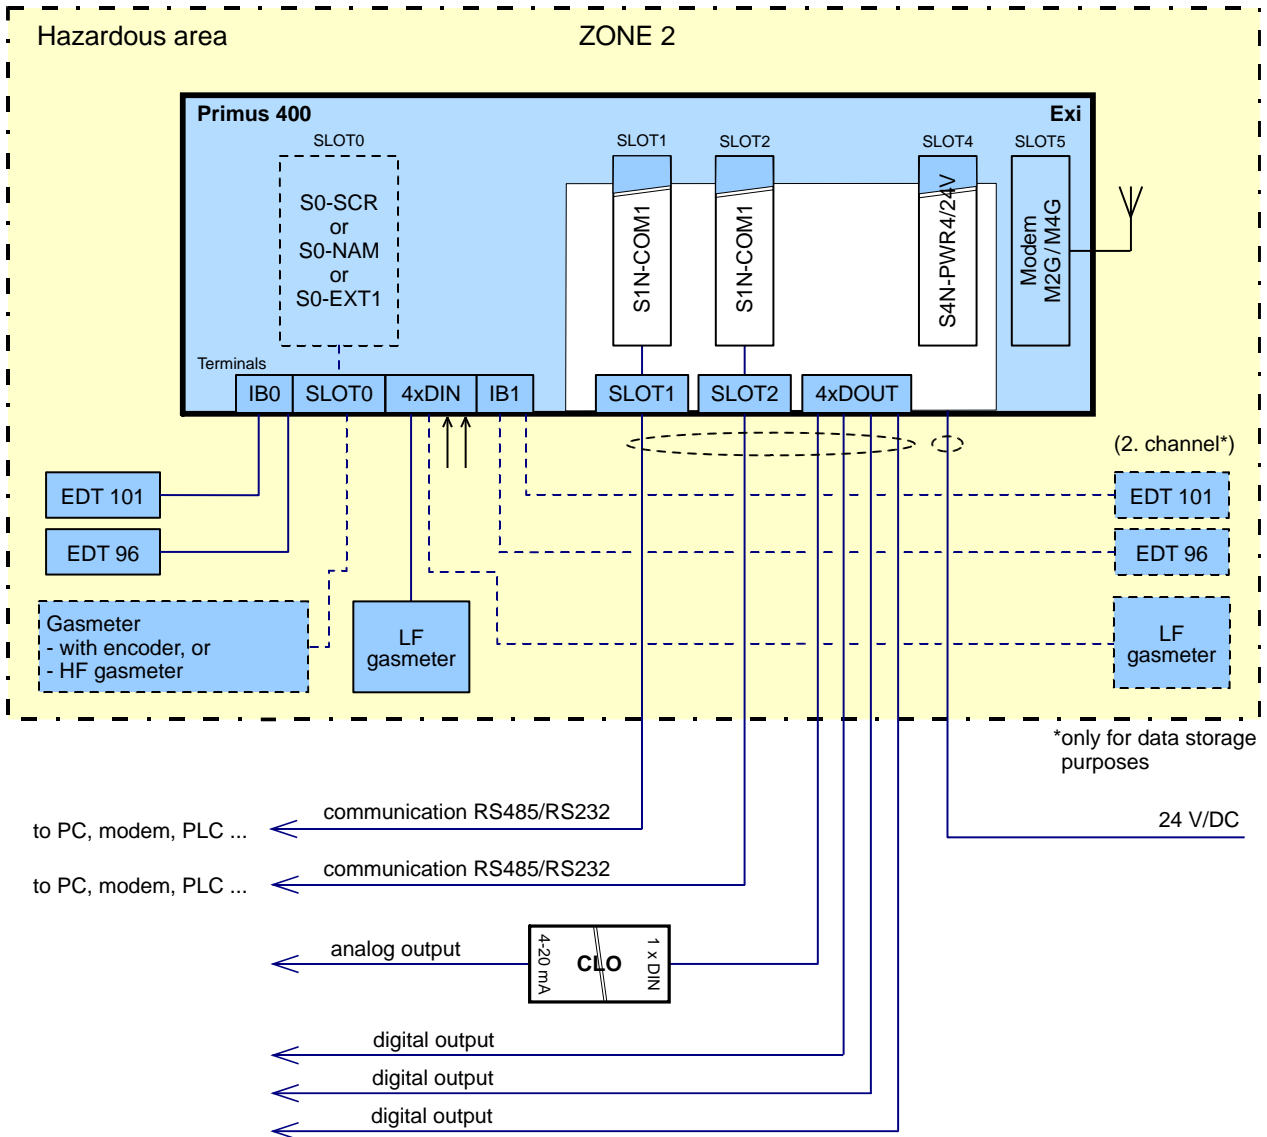 Hazardous area
ZONE 2
Primus 400
Exi
SLOT0
SLOT1
SLOT2
SLOT4
SLOT5
S0-SCR
or
S0-NAM
or
S0-EXT1
S1N-COM1
S1N-COM1
S4N-PWR4/24V
Modem
M2G/M4G
Terminals
IB0
SLOT0
4xDIN
IB1
SLOT1
SLOT2
4xDOUT
(2. channel*)
EDT 101
EDT 101
EDT 96
EDT 96
Gasmeter
- with encoder, or
- HF gasmeter
LF
gasmeter
LF
gasmeter
*only for data storage
purposes
communication RS485/RS232
to PC, modem, PLC ...
24 V/DC
communication RS485/RS232
to PC, modem, PLC ...
analog output
4-20 mA
CLO
1 x DIN
digital output
digital output
digital output